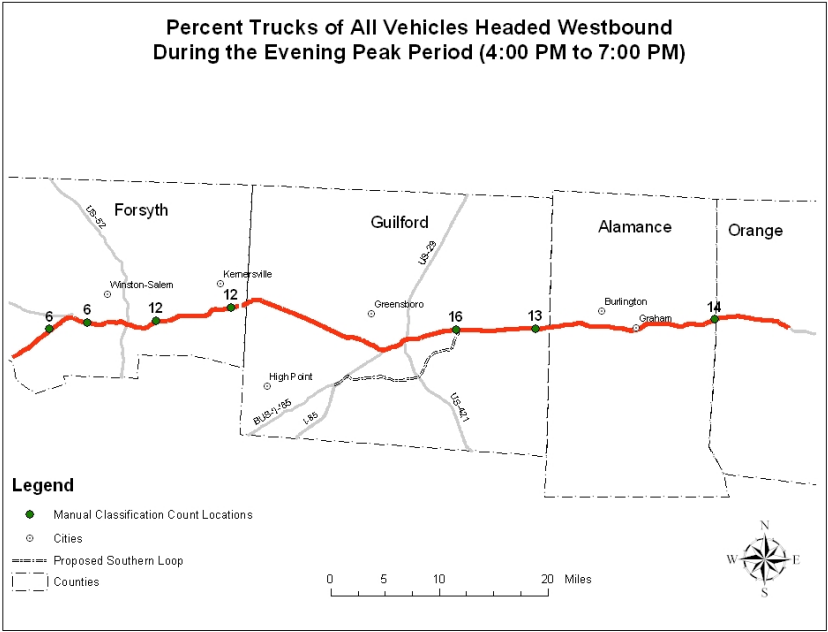 Percent Trucks of All Vehicles Headed Westbound
During the Evening Peak Period (4:00 PM to 7:00 PM)
Forsyth
Guilford
Alamance
Orange
US-52
US-29
Kernersville
Winston-Salem
Greensboro
Burlington
Graham
6
6
12
12
16
13
14
High Point
BUS-I-85
I-85
US-421
Legend
Manual Classification Count Locations
Cities
Proposed Southern Loop
Counties
0 5 10 20 Miles
N
W E
S